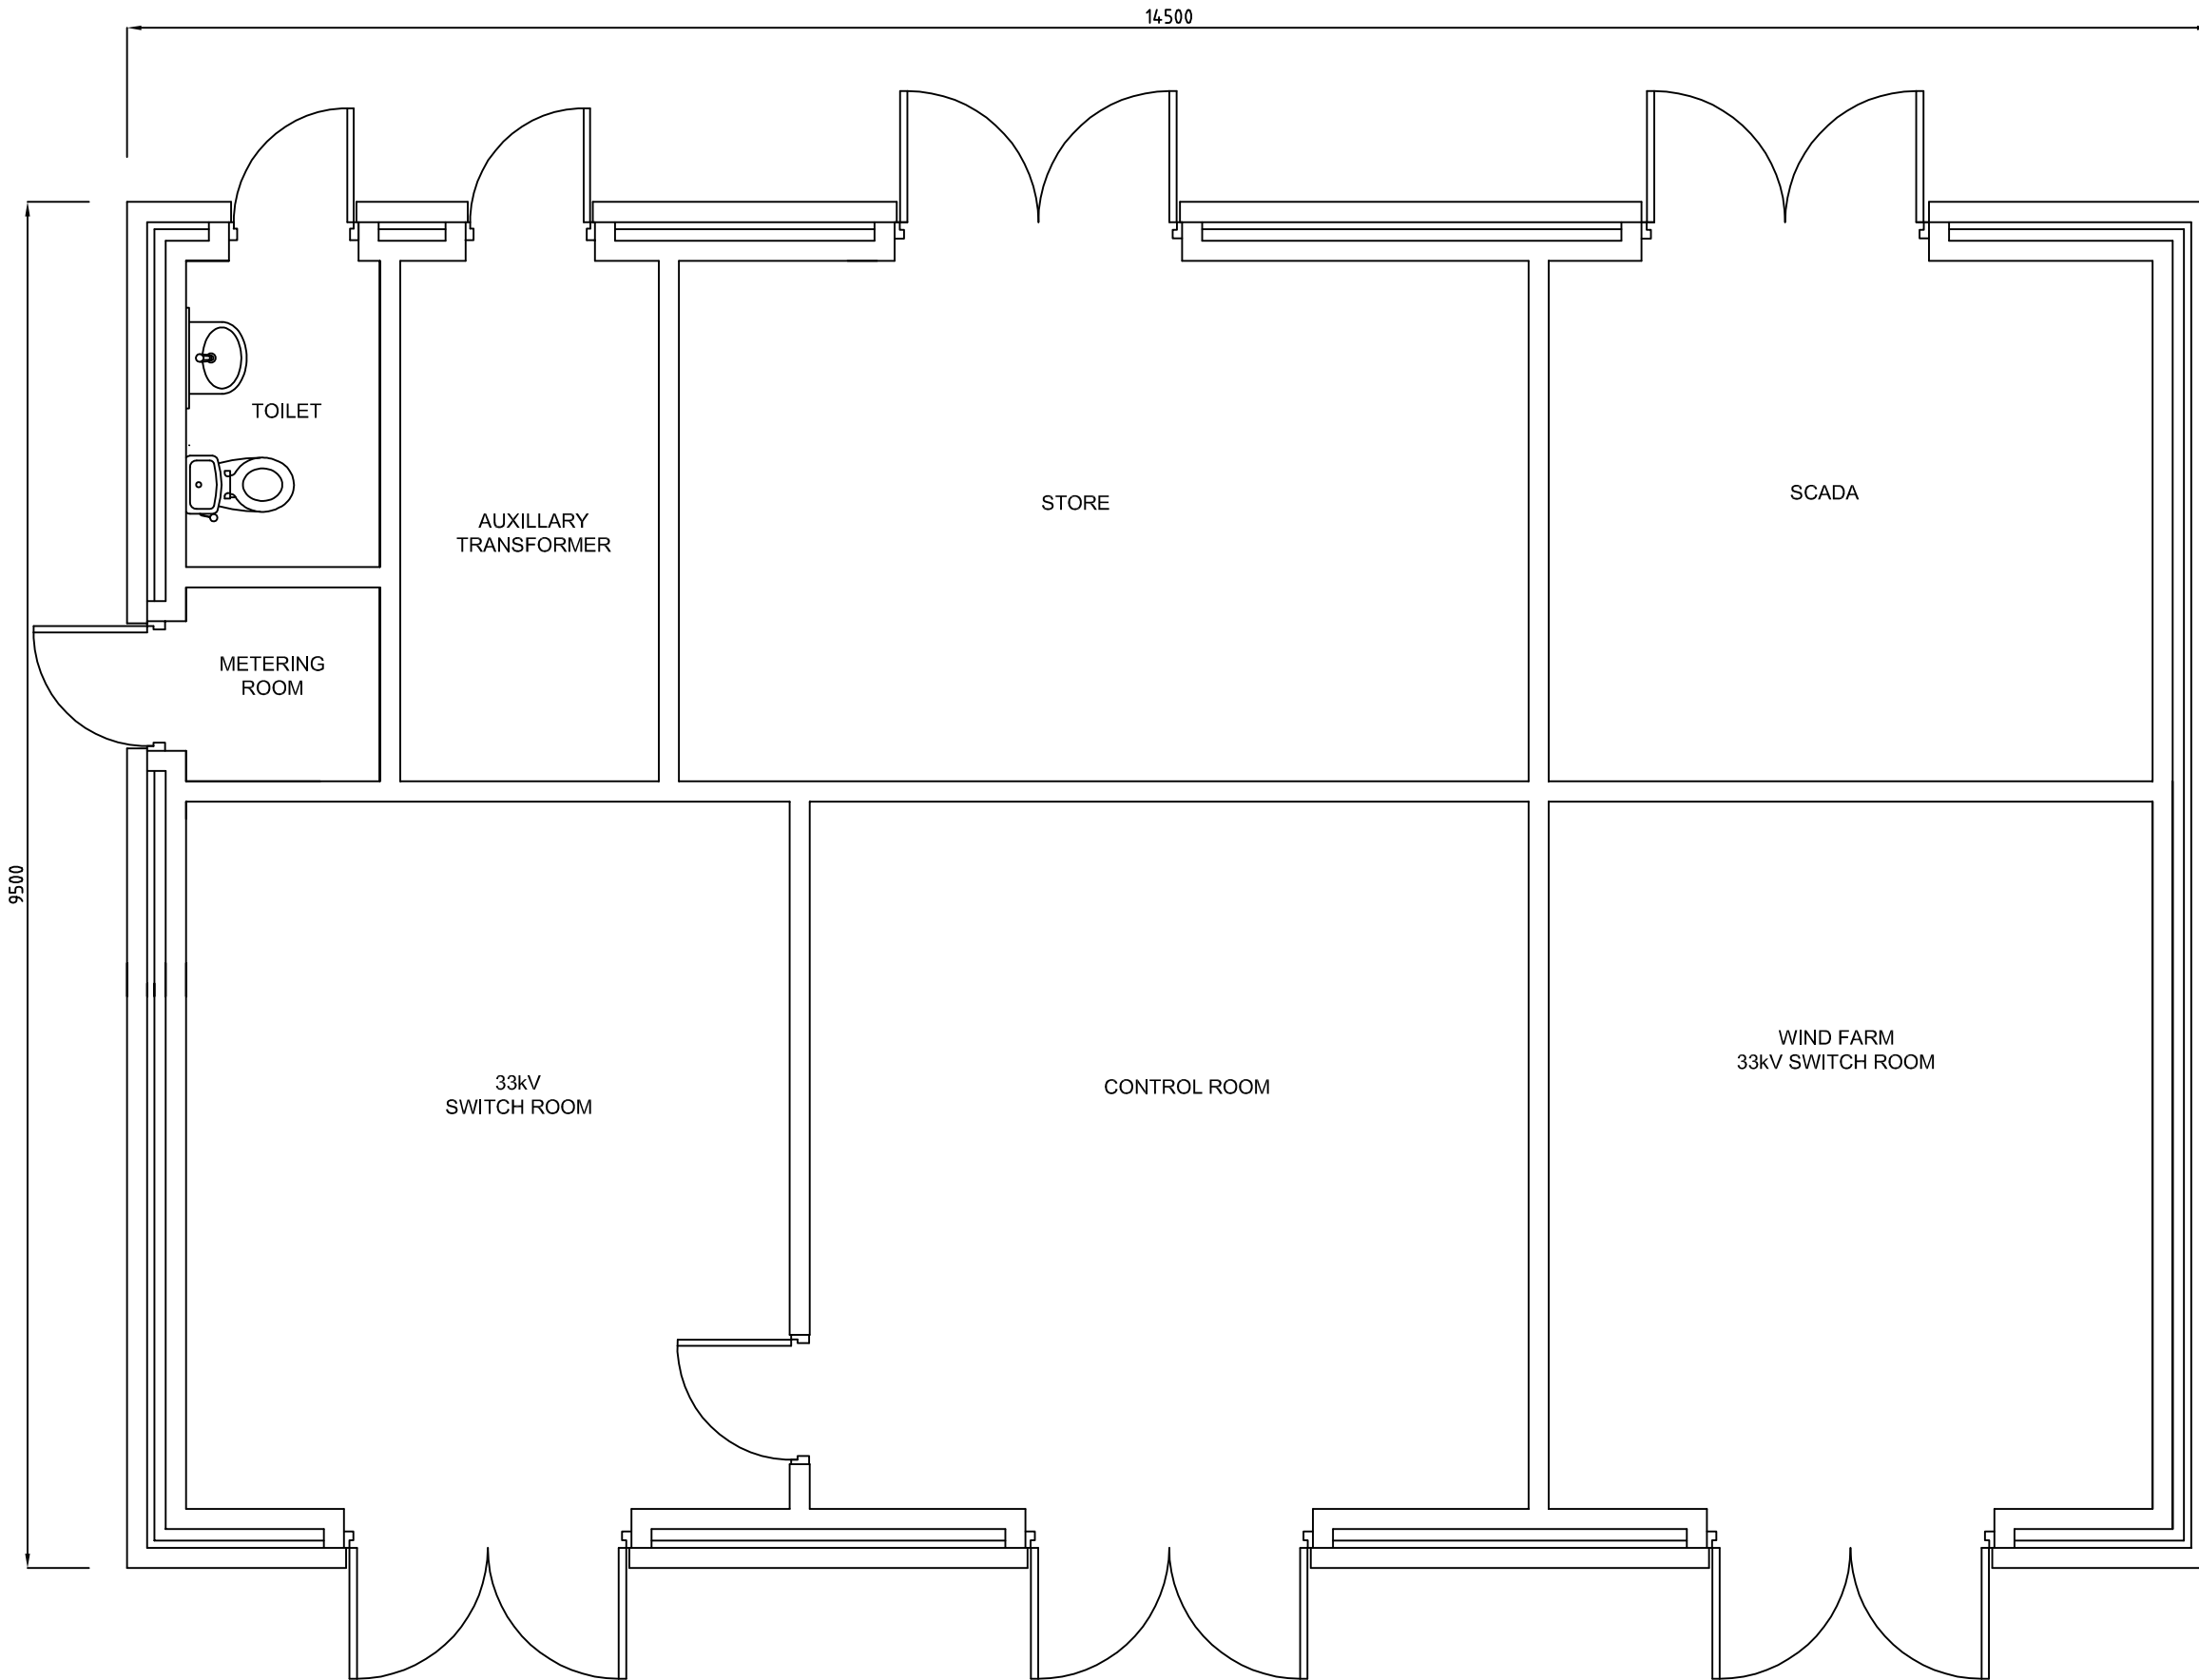 14500
TOILET
STORE
SCADA
AUXILLARY
TRANSFORMER
METERING
ROOM
9500
33kV
SWITCH ROOM
CONTROL ROOM
WIND FARM
33kV SWITCH ROOM